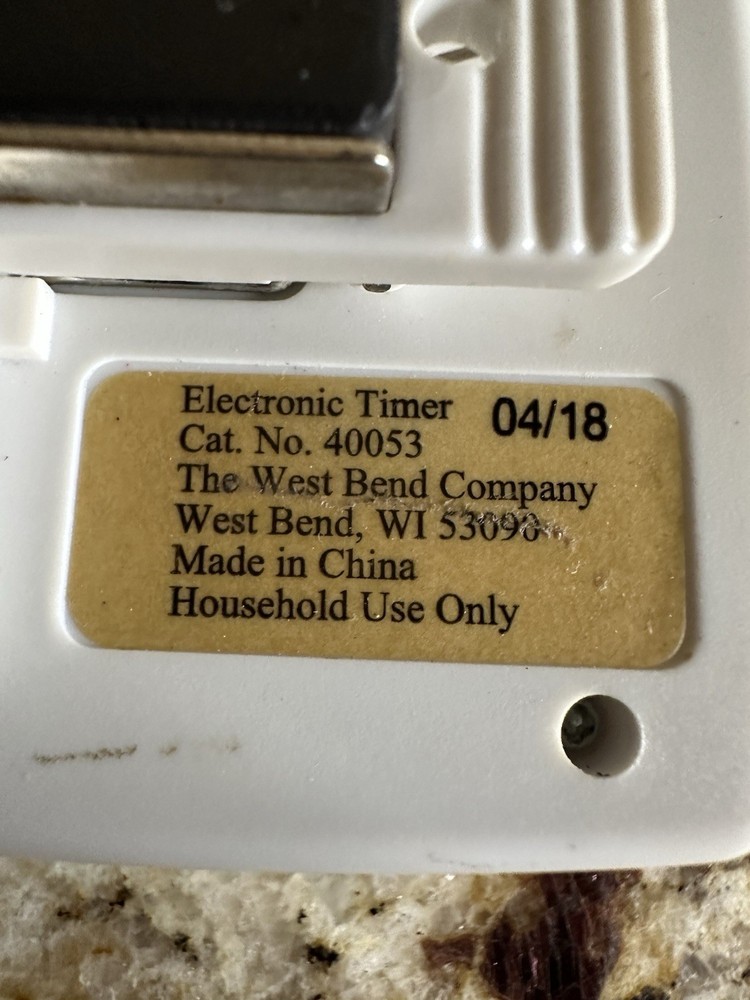 Electronic Timer 04/18
Cat. No. 40053
The West Bend Company
West Bend, WI 53090
Made in China
Household Use Only